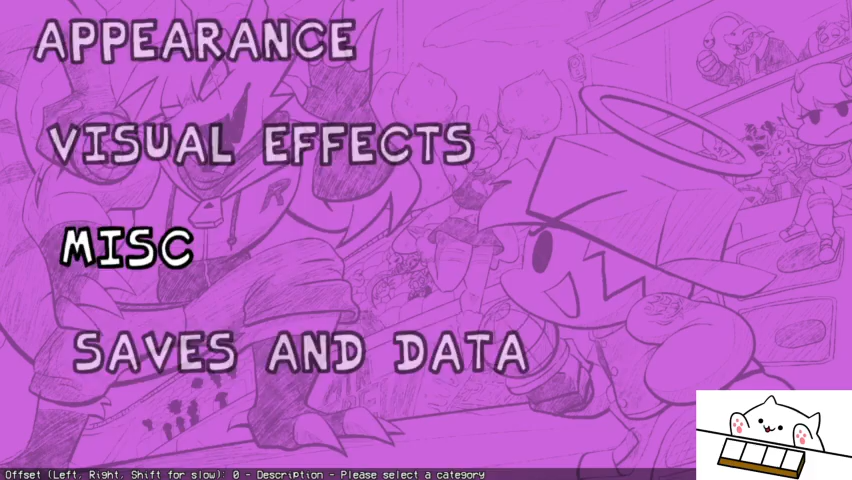 APPEARANCE
VISUAL EFFECTS
MISC
SAVES AND DATA
R
Offset (Left, Right, Shift for slow): 0 - Description - Please select a category